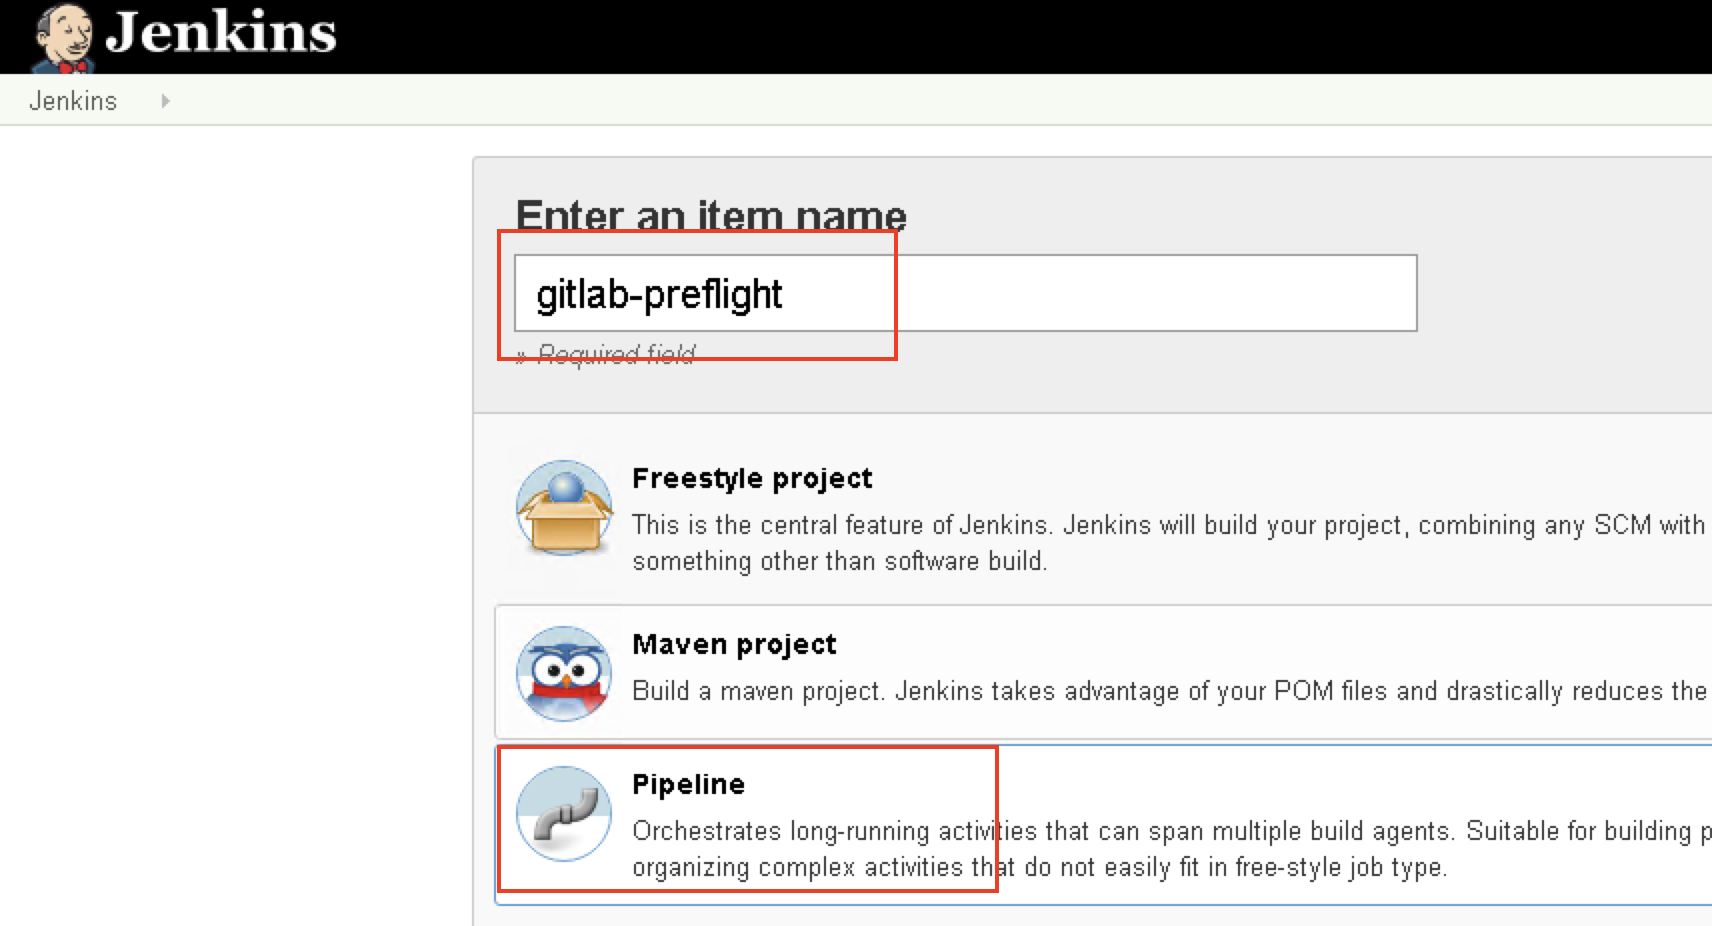 Jenkins
Jenkins
Enter an item name
gitlab-preflight
» Required field
Freestyle project
This is the central feature of Jenkins. Jenkins will build your project, combining any SCM with
something other than software build.
Maven project
Build a maven project. Jenkins takes advantage of your POM files and drastically reduces the
Pipeline
Orchestrates long-running activities that can span multiple build agents. Suitable for building p
organizing complex activities that do not easily fit in free-style job type.